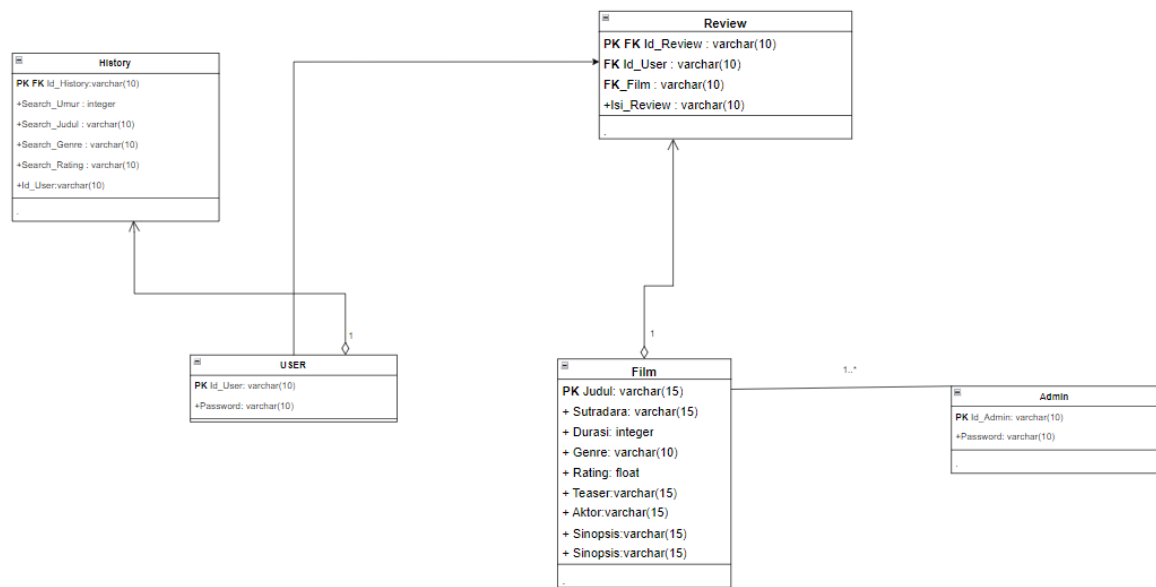 History
PK FK Id_History:varchar(10)
+Search_Umur : integer
+Search_Judul : varchar(10)
+Search_Genre : varchar(10)
+Search_Rating : varchar(10)
+Id_User:varchar(10)
.
Review
PK FK Id_Review : varchar(10)
FK Id_User : varchar(10)
FK_Film : varchar(10)
+Isi_Review : varchar(10)
.
1
USER
PK Id_User: varchar(10)
+Password: varchar(10)
1
Film
PK Judul: varchar(15)
+ Sutradara: varchar(15)
+ Durasi: integer
+ Genre: varchar(10)
+ Rating: float
+ Teaser:varchar(15)
+ Aktor:varchar(15)
+ Sinopsis:varchar(15)
+ Sinopsis:varchar(15)
.
1..*
Admin
PK Id_Admin: varchar(10)
+Password: varchar(10)
.